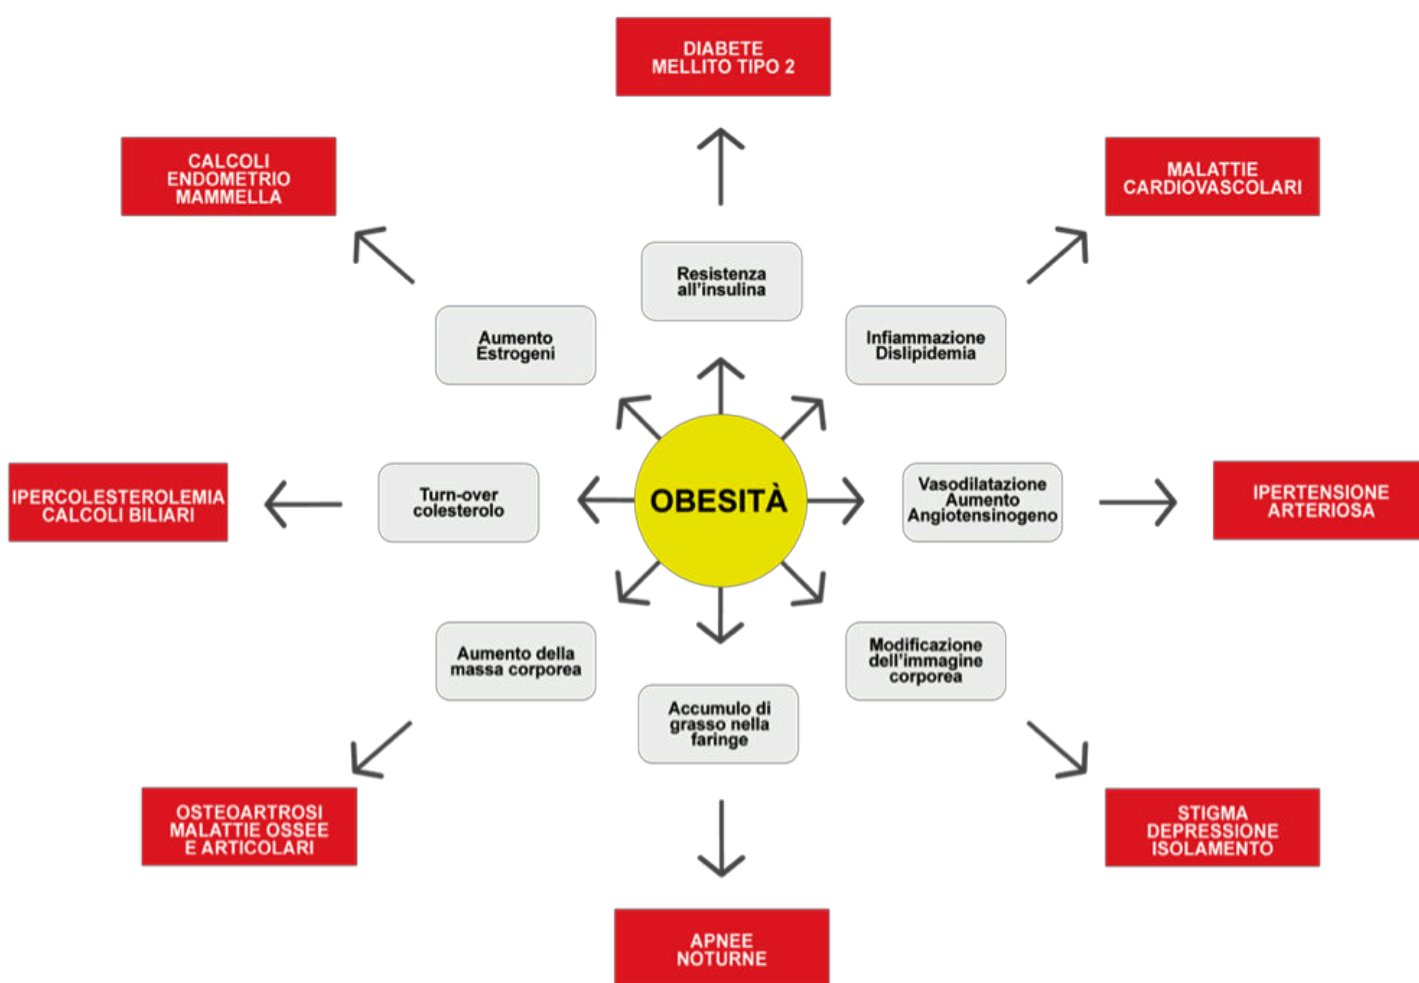 DIABETE
MELLITO TIPO 2
CALCOLI
ENDOMETRIO
MAMMELLA
MALATTIE
CARDIOVASCOLARI
Resistenza
all'insulina
Aumento
Estrogeni
Infiammazione
Dislipidemia
IPERCOLESTEROLEMIA
CALCOLI BILIARI
Turn-over
colesterolo
OBESITÀ
Vasodilatazione
Aumento
Angiotensinogeno
IPERTENSIONE
ARTERIOSA
Aumento della
massa corporea
Modificazione
dell'immagine
corporea
Accumulo di
grasso nella
faringe
OSTEOARTROSI
MALATTIE OSSEE
E ARTICOLARI
STIGMA
DEPRESSIONE
ISOLAMENTO
APNEE
NOTURNE